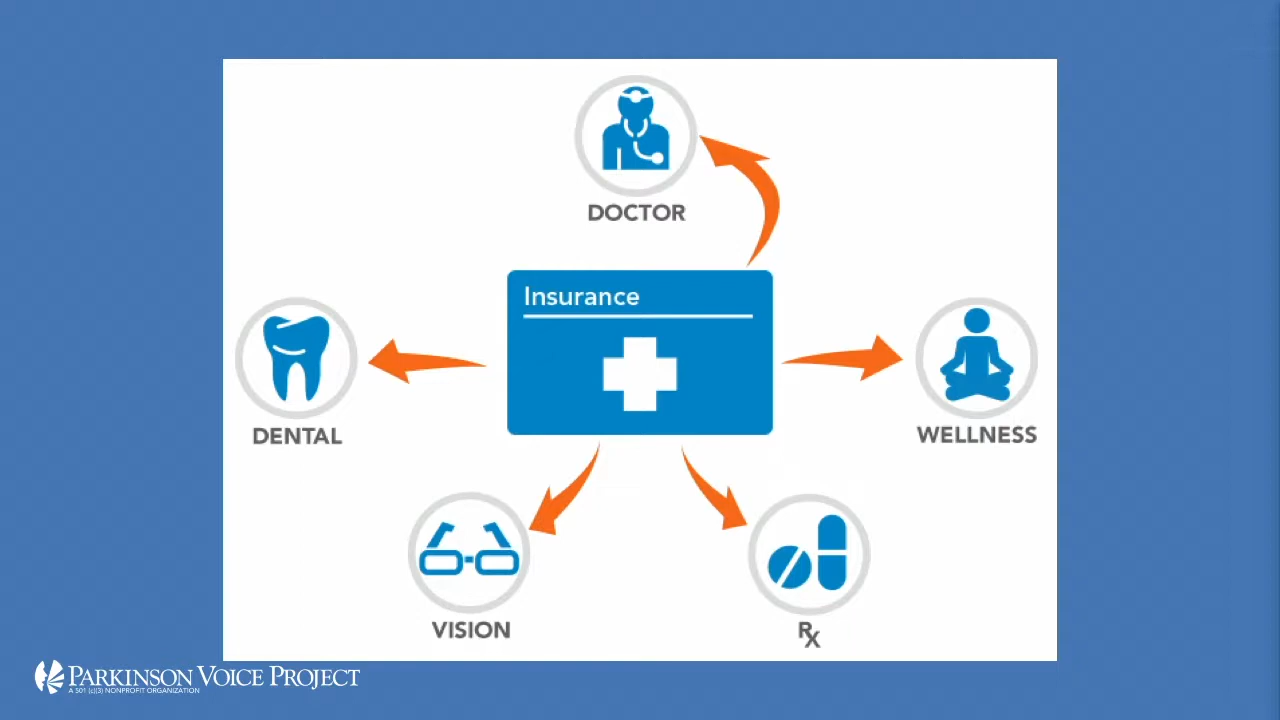 DOCTOR
Insurance
DENTAL
WELLNESS
VISION
RX
PARKINSON VOICE PROJECT
A 501 (c)(3) NONPROFIT ORGANIZATION